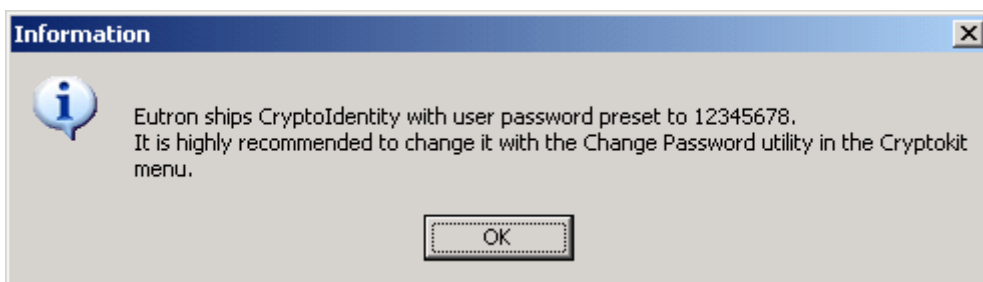 Information
Eutron ships CryptoIdentity with user password preset to 12345678.
It is highly recommended to change it with the Change Password utility in the Cryptokit
menu.
OK